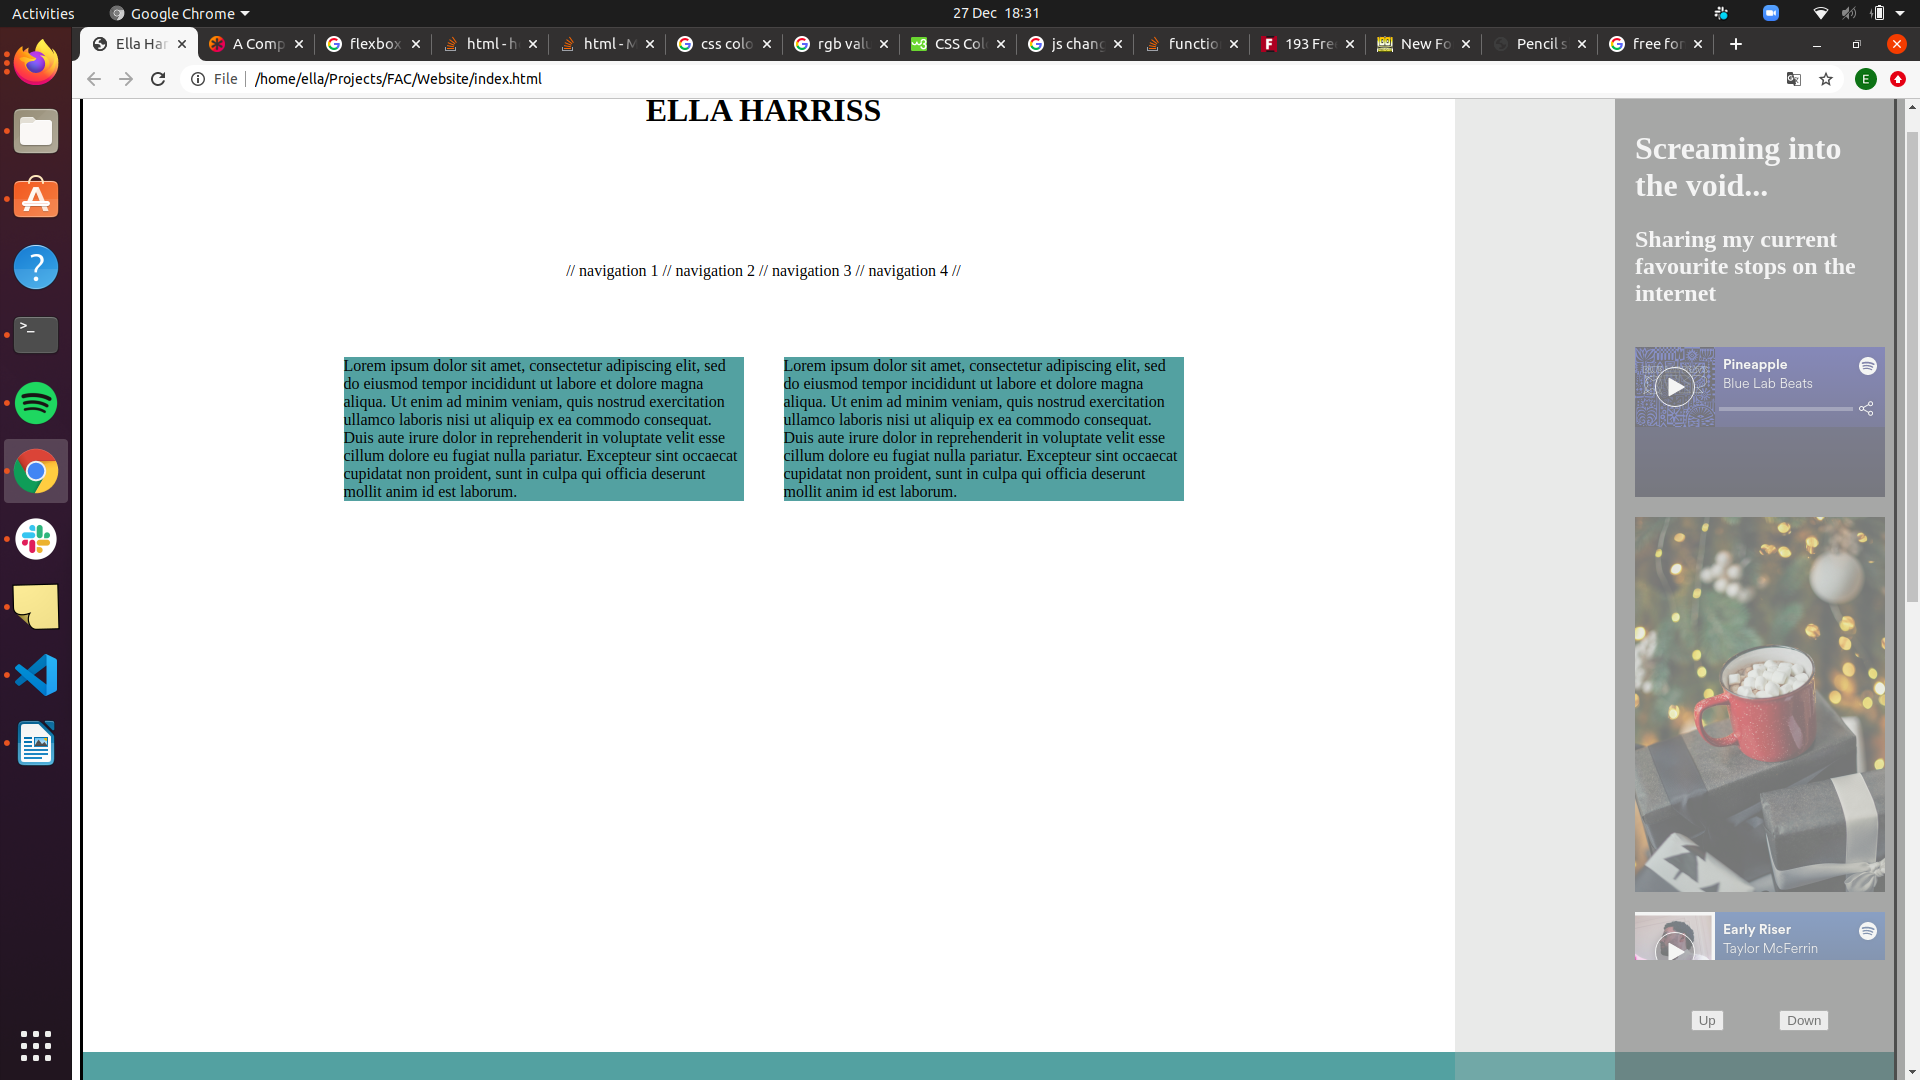 Activities
Google Chrome
27 Dec 18:31
Ella Har
A Comp
flexbox
html - h
html - M
css colo
rgb valu
CSS Col
js chang
functio
193 Fre
New Fo
Pencil s
free for
File
/home/ella/Projects/FAC/Website/index.html
E
ELLA HARRISS
// navigation 1 // navigation 2 // navigation 3 // navigation 4 //
Lorem ipsum dolor sit amet, consectetur adipiscing elit, sed
do eiusmod tempor incididunt ut labore et dolore magna
aliqua. Ut enim ad minim veniam, quis nostrud exercitation
ullamco laboris nisi ut aliquip ex ea commodo consequat.
Duis aute irure dolor in reprehenderit in voluptate velit esse
cillum dolore eu fugiat nulla pariatur. Excepteur sint occaecat
cupidatat non proident, sunt in culpa qui officia deserunt
mollit anim id est laborum.
Lorem ipsum dolor sit amet, consectetur adipiscing elit, sed
do eiusmod tempor incididunt ut labore et dolore magna
aliqua. Ut enim ad minim veniam, quis nostrud exercitation
ullamco laboris nisi ut aliquip ex ea commodo consequat.
Duis aute irure dolor in reprehenderit in voluptate velit esse
cillum dolore eu fugiat nulla pariatur. Excepteur sint occaecat
cupidatat non proident, sunt in culpa qui officia deserunt
mollit anim id est laborum.
Screaming into
the void...
Sharing my current
favourite stops on the
internet
Pineapple
Blue Lab Beats
Early Riser
Taylor McFerrin
Up
Down